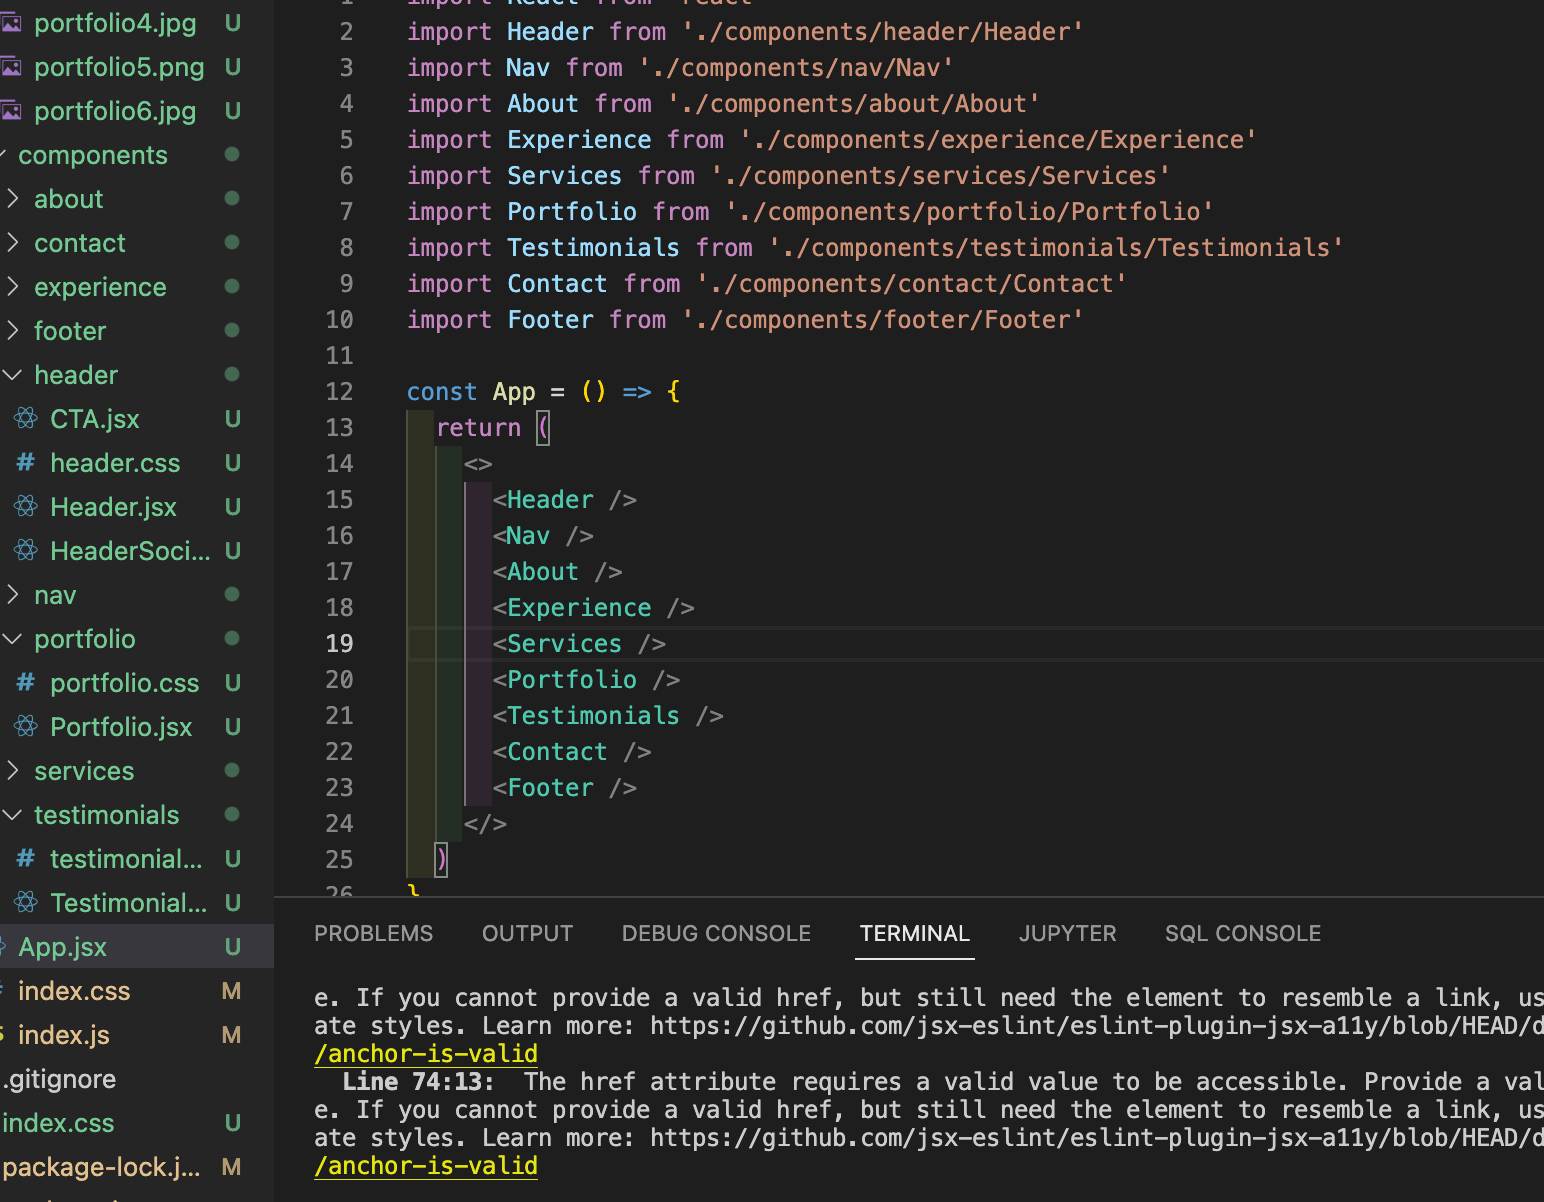 portfolio4.jpg U
portfolio5.png U
portfolio6.jpg U
components
about
contact
experience
footer
header
CTA.jsx U
header.css U
Header.jsx U
HeaderSoci... U
nav
portfolio
portfolio.css U
Portfolio.jsx U
services
testimonials
testimonial... U
Testimonial... U
App.jsx U
index.css M
index.js M
.gitignore
index.css U
package-lock.j... M
1 import React from 'react'
2 import Header from './components/header/Header'
3 import Nav from './components/nav/Nav'
4 import About from './components/about/About'
5 import Experience from './components/experience/Experience'
6 import Services from './components/services/Services'
7 import Portfolio from './components/portfolio/Portfolio'
8 import Testimonials from './components/testimonials/Testimonials'
9 import Contact from './components/contact/Contact'
10 import Footer from './components/footer/Footer'
11
12 const App = () => {
13 return (
14 <>
15 <Header />
16 <Nav />
17 <About />
18 <Experience />
19 <Services />
20 <Portfolio />
21 <Testimonials />
22 <Contact />
23 <Footer />
24 </>
25 )
26 }
PROBLEMS OUTPUT DEBUG CONSOLE TERMINAL JUPYTER SQL CONSOLE
e. If you cannot provide a valid href, but still need the element to resemble a link, us
ate styles. Learn more: https://github.com/jsx-eslint/eslint-plugin-jsx-a11y/blob/HEAD/d
/anchor-is-valid
Line 74:13: The href attribute requires a valid value to be accessible. Provide a val
e. If you cannot provide a valid href, but still need the element to resemble a link, us
ate styles. Learn more: https://github.com/jsx-eslint/eslint-plugin-jsx-a11y/blob/HEAD/d
/anchor-is-valid